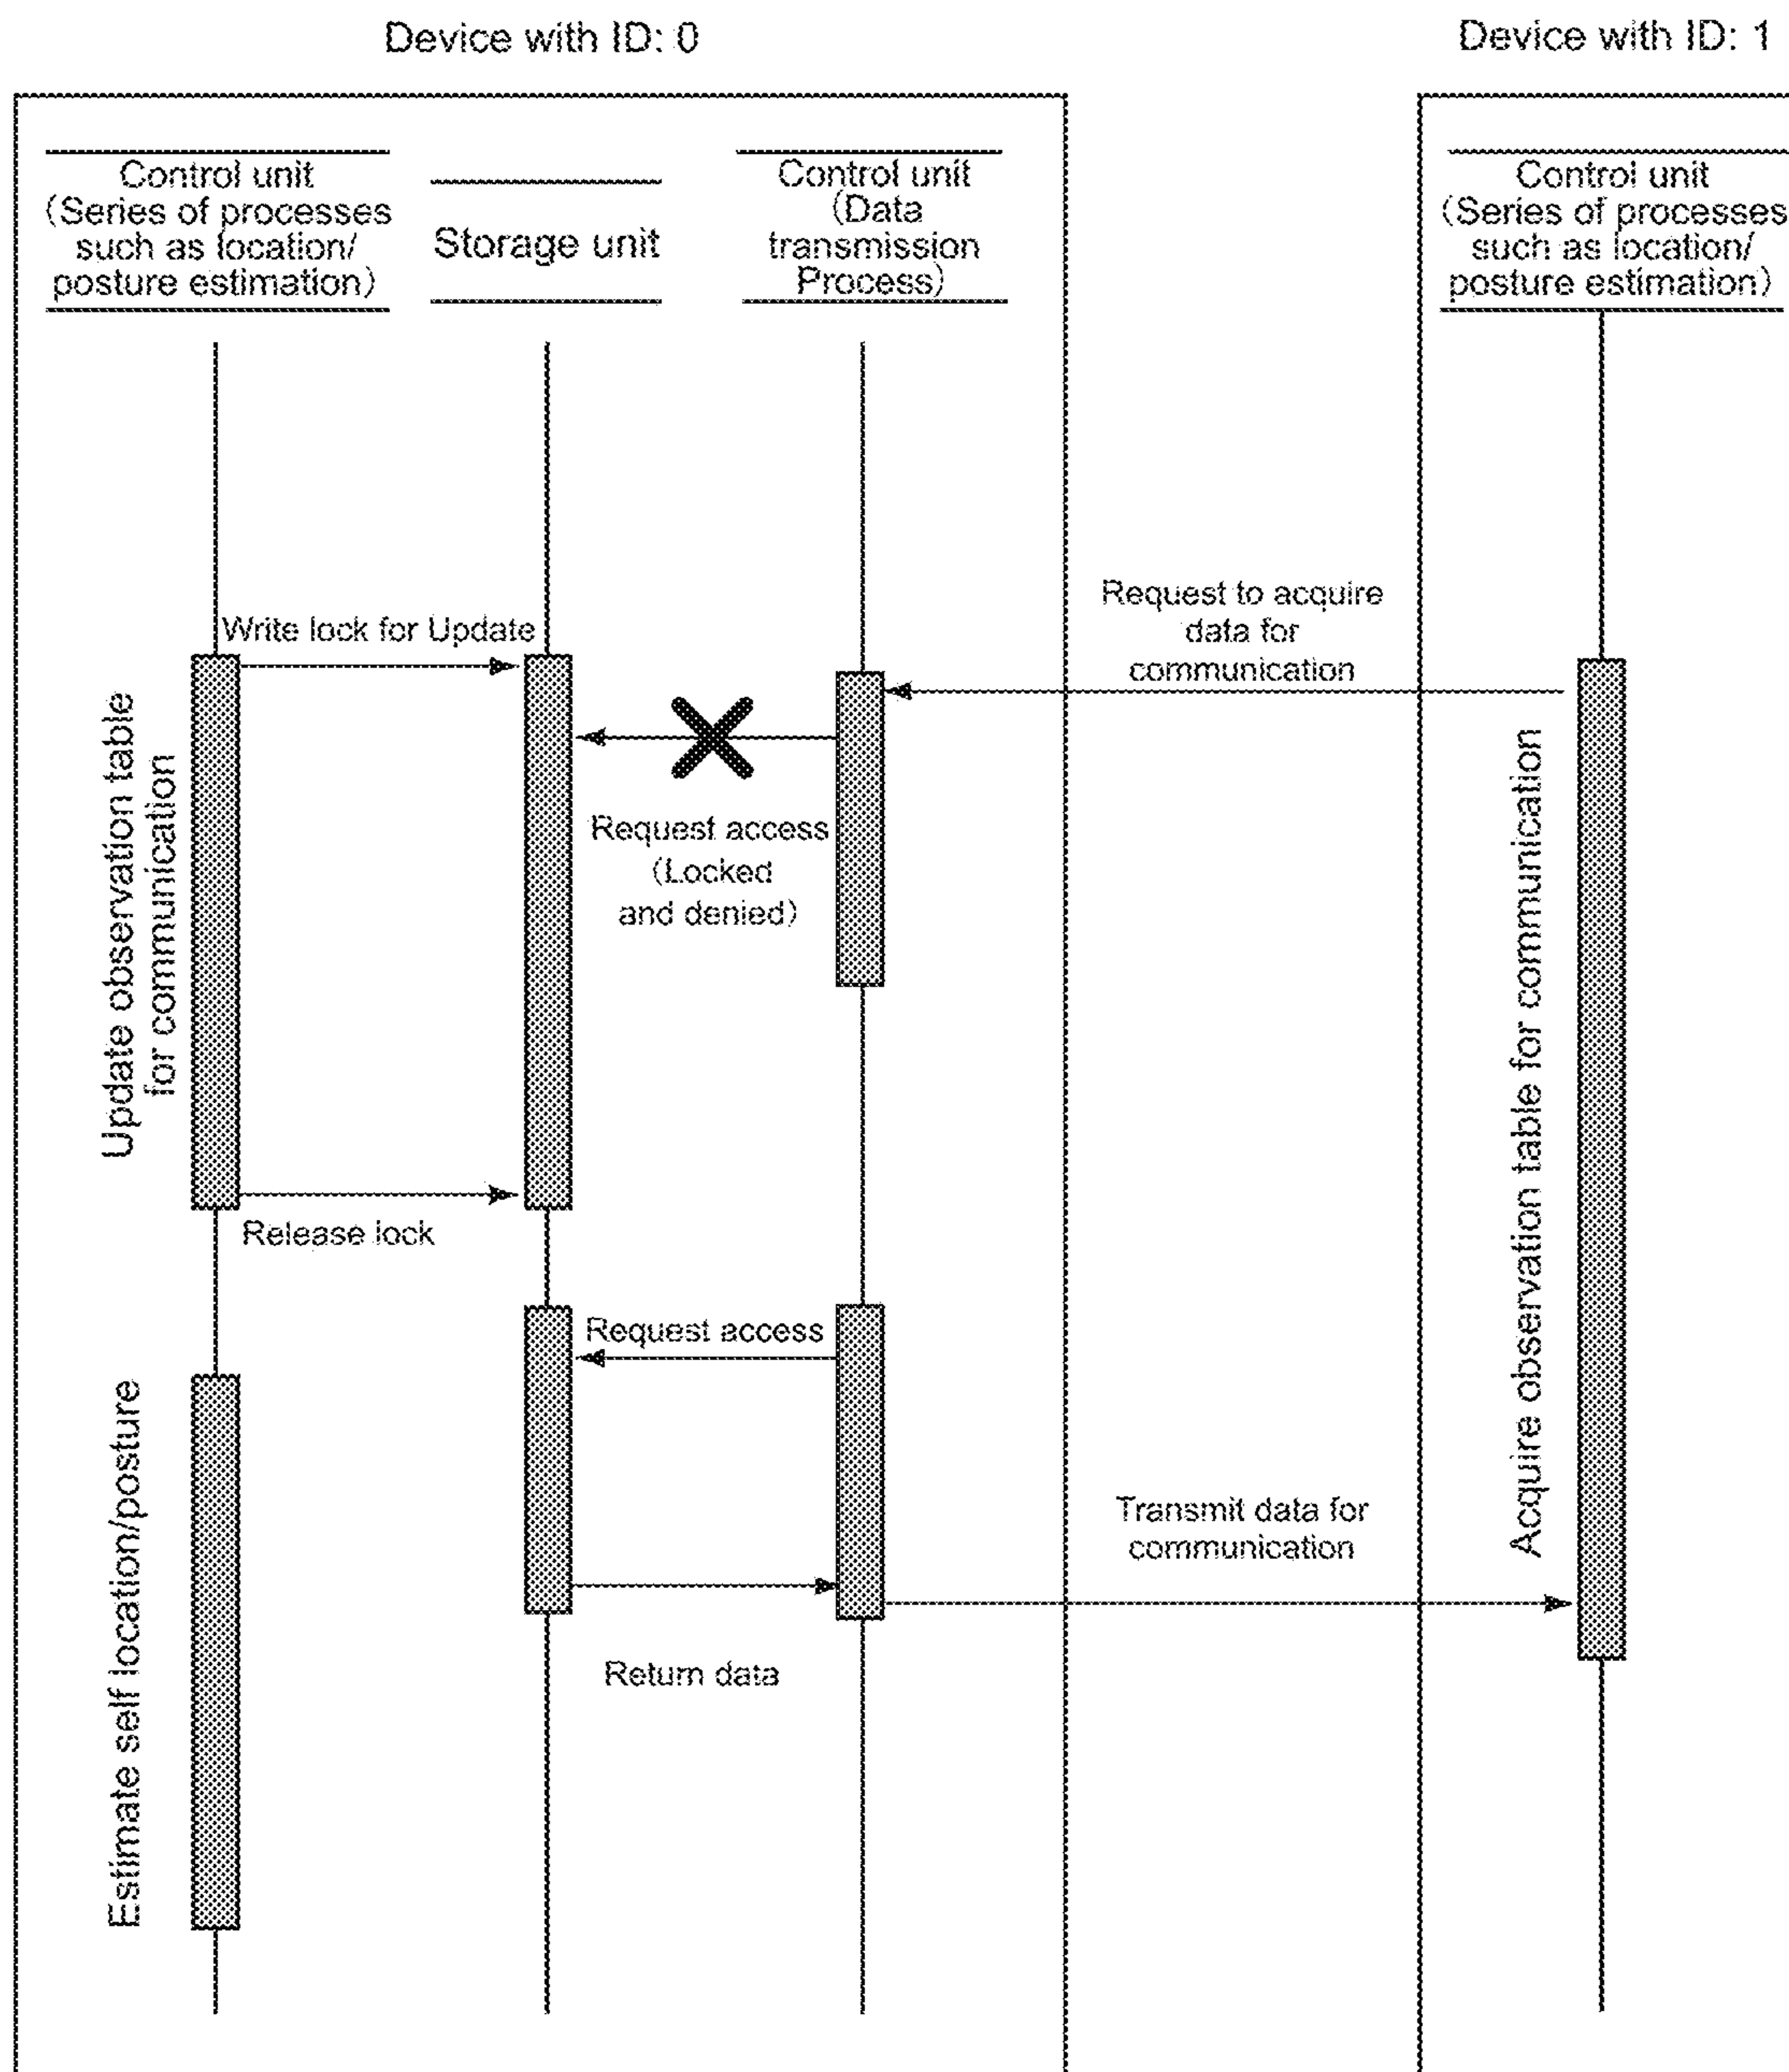 Device with ID: 0
Device with ID: 1
Control unit
(Series of processes
such as location/
posture estimation)
Storage unit
Control unit
(Data
transmission
Process)
Control unit
(Series of processes
such as location/
posture estimation)
Write lock for Update
Request to acquire
data for
communication
Update observation table
for communication
Request access
(Locked
and denied)
Acquire observation table for communication
Release lock
Request access
Estimate self location/posture
Transmit data for
communication
Return data